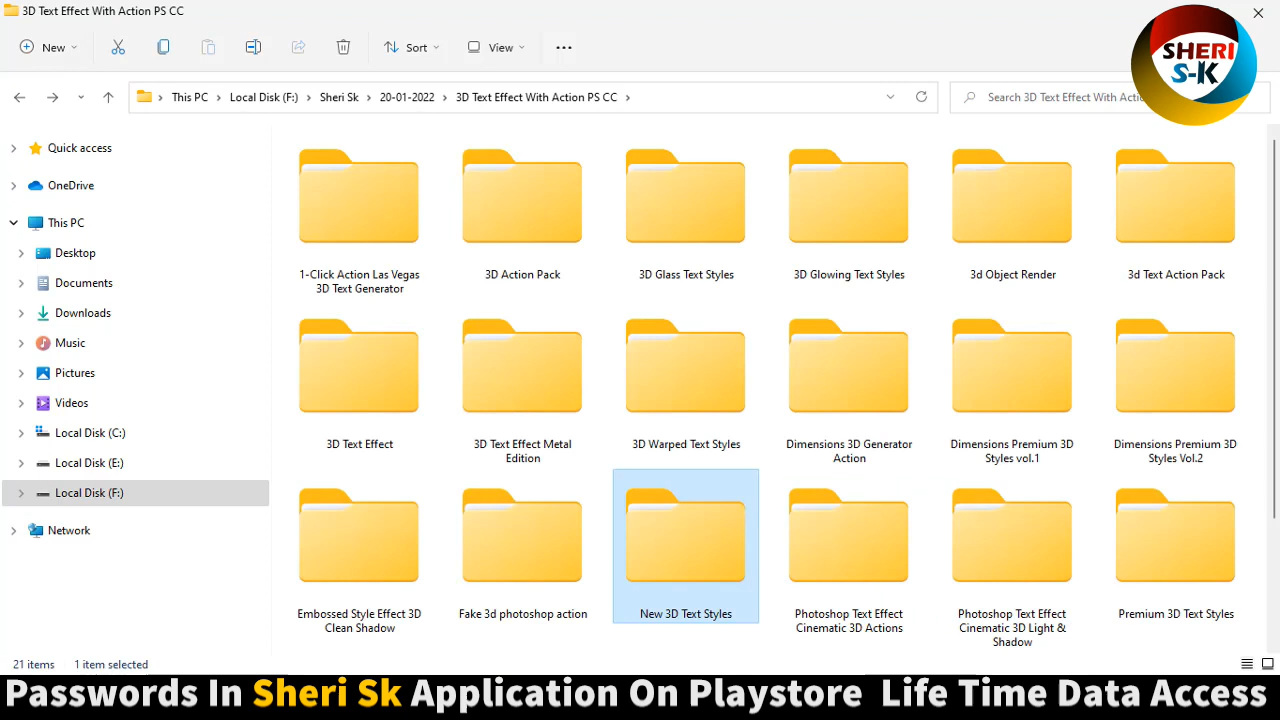 3D Text Effect With Action PS CC
New
Sort
View
SHERI
S-K
This PC > Local Disk (F:) > Sheri Sk > 20-01-2022 > 3D Text Effect With Action PS CC >
Search 3D Text Effect With
Quick access
OneDrive
This PC
Desktop
Documents
Downloads
Music
Pictures
Videos
Local Disk (C:)
Local Disk (E:)
Local Disk (F:)
Network
1-Click Action Las Vegas
3D Text Generator
3D Action Pack
3D Glass Text Styles
3D Glowing Text Styles
3d Object Render
3d Text Action Pack
3D Text Effect
3D Text Effect Metal
Edition
3D Warped Text Styles
Dimensions 3D Generator
Action
Dimensions Premium 3D
Styles vol.1
Dimensions Premium 3D
Styles Vol.2
Embossed Style Effect 3D
Clean Shadow
Fake 3d photoshop action
New 3D Text Styles
Photoshop Text Effect
Cinematic 3D Actions
Photoshop Text Effect
Cinematic 3D Light &
Shadow
Premium 3D Text Styles
21 items
1 item selected
Passwords In Sheri Sk Application On Playstore Life Time Data Access